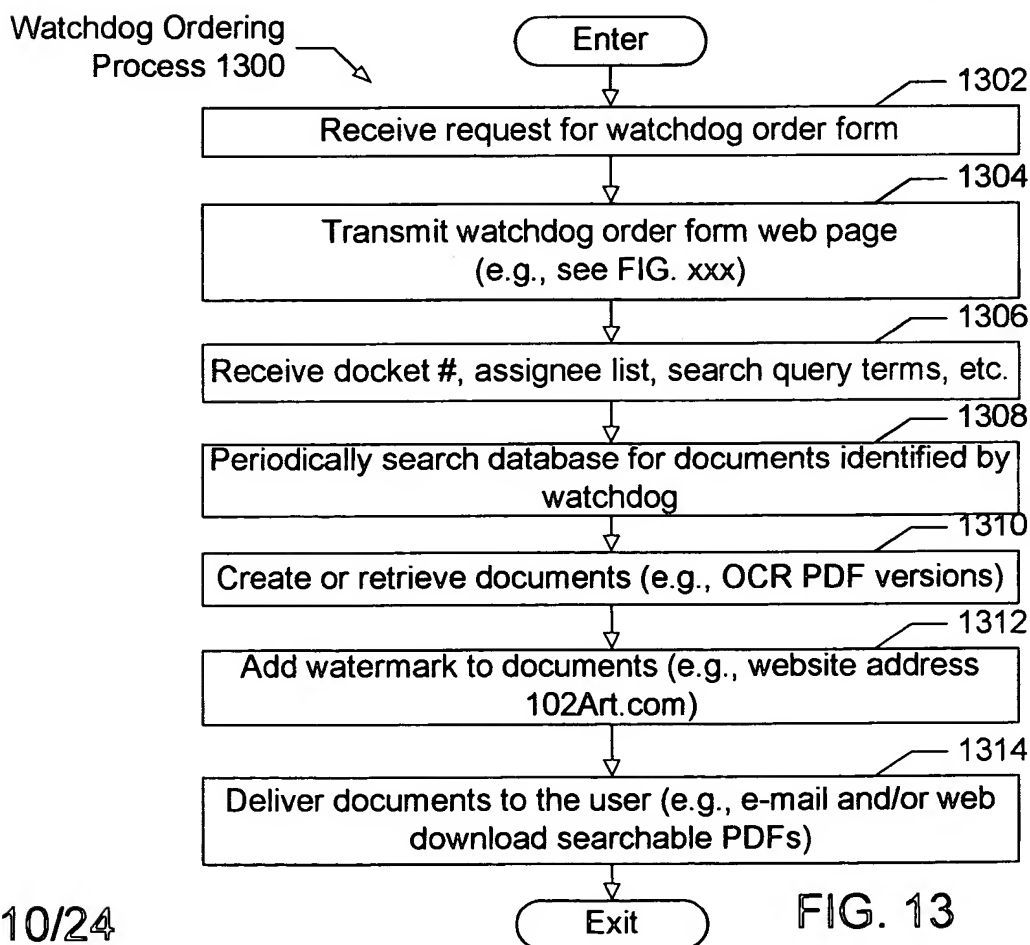 Watchdog Ordering
Process 1300
Enter
1302
Receive request for watchdog order form
1304
Transmit watchdog order form web page
(e.g., see FIG. xxx)
1306
Receive docket #, assignee list, search query terms, etc.
1308
Periodically search database for documents identified by
watchdog
1310
Create or retrieve documents (e.g., OCR PDF versions)
1312
Add watermark to documents (e.g., website address
102Art.com)
1314
Deliver documents to the user (e.g., e-mail and/or web
download searchable PDFs)
Exit
10/24
FIG. 13